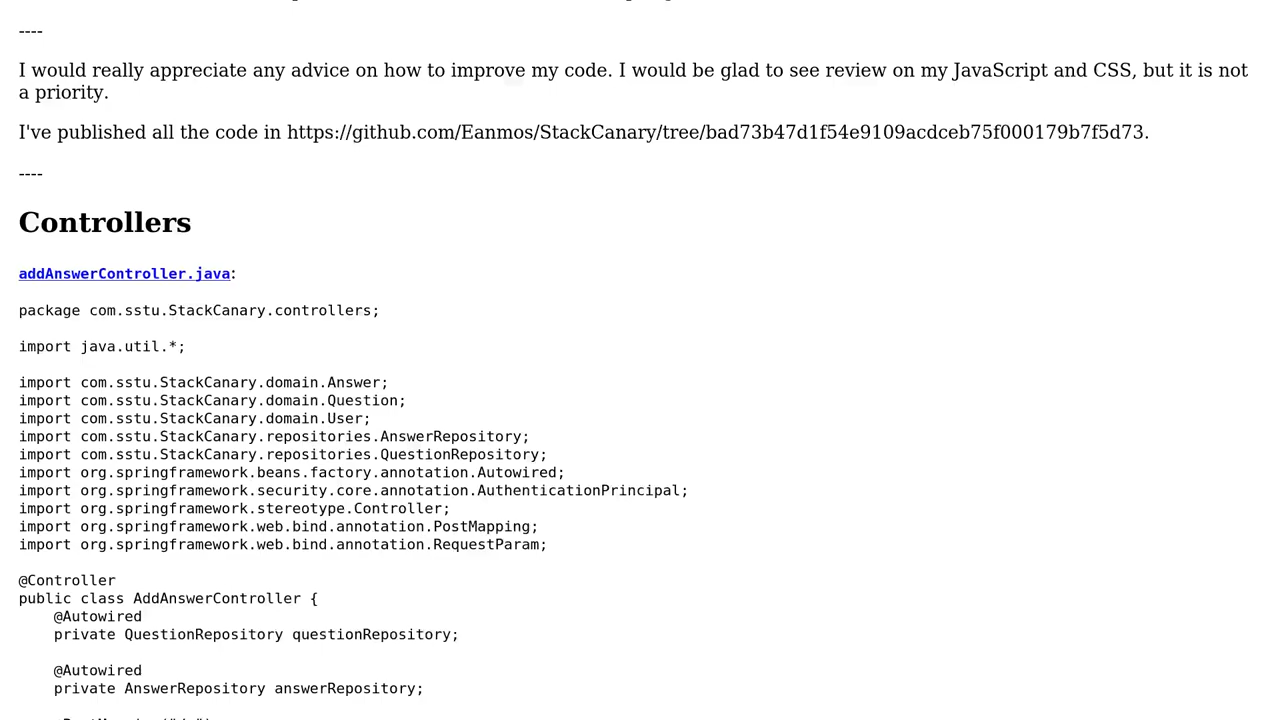 ----
I would really appreciate any advice on how to improve my code. I would be glad to see review on my JavaScript and CSS, but it is not
a priority.
I've published all the code in https://github.com/Eanmos/StackCanary/tree/bad73b47d1f54e9109acdceb75f000179b7f5d73.
----
Controllers
addAnswerController.java:
package com.sstu.StackCanary.controllers;
import java.util.*;
import com.sstu.StackCanary.domain.Answer;
import com.sstu.StackCanary.domain.Question;
import com.sstu.StackCanary.domain.User;
import com.sstu.StackCanary.repositories.AnswerRepository;
import com.sstu.StackCanary.repositories.QuestionRepository;
import org.springframework.beans.factory.annotation.Autowired;
import org.springframework.security.core.annotation.AuthenticationPrincipal;
import org.springframework.stereotype.Controller;
import org.springframework.web.bind.annotation.PostMapping;
import org.springframework.web.bind.annotation.RequestParam;
@Controller
public class AddAnswerController {
    @Autowired
    private QuestionRepository questionRepository;
    @Autowired
    private AnswerRepository answerRepository;